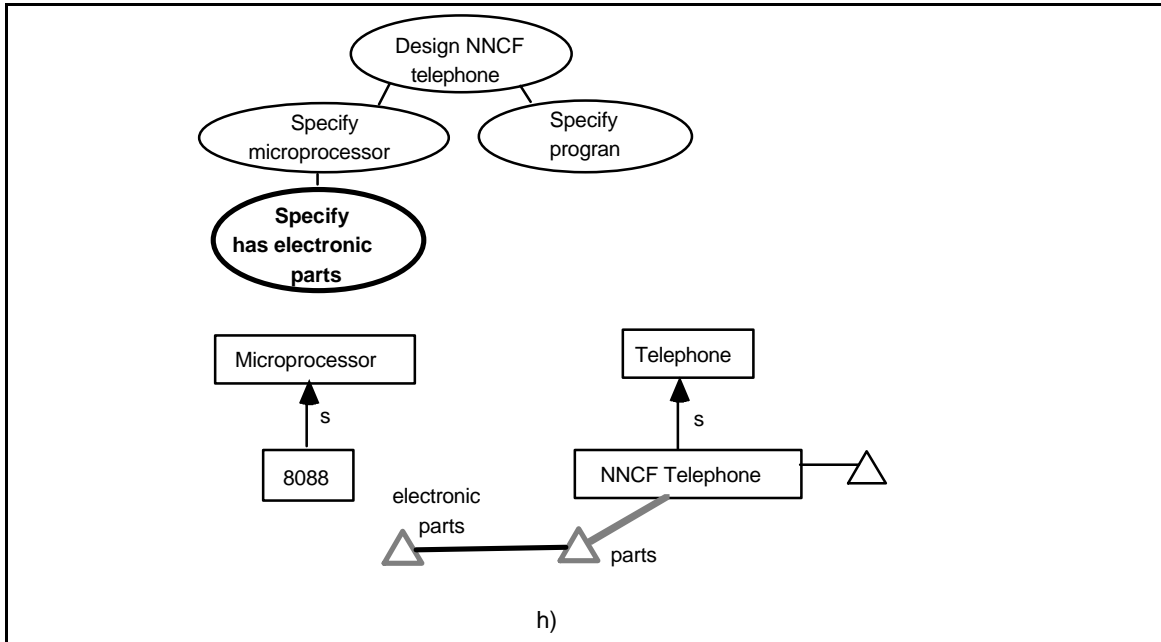 Design NNCF
telephone
Specify
microprocessor
Specify
progran
Specify
has electronic
parts
Microprocessor
Telephone
s
s
8088
NNCF Telephone
electronic
parts
parts
h)